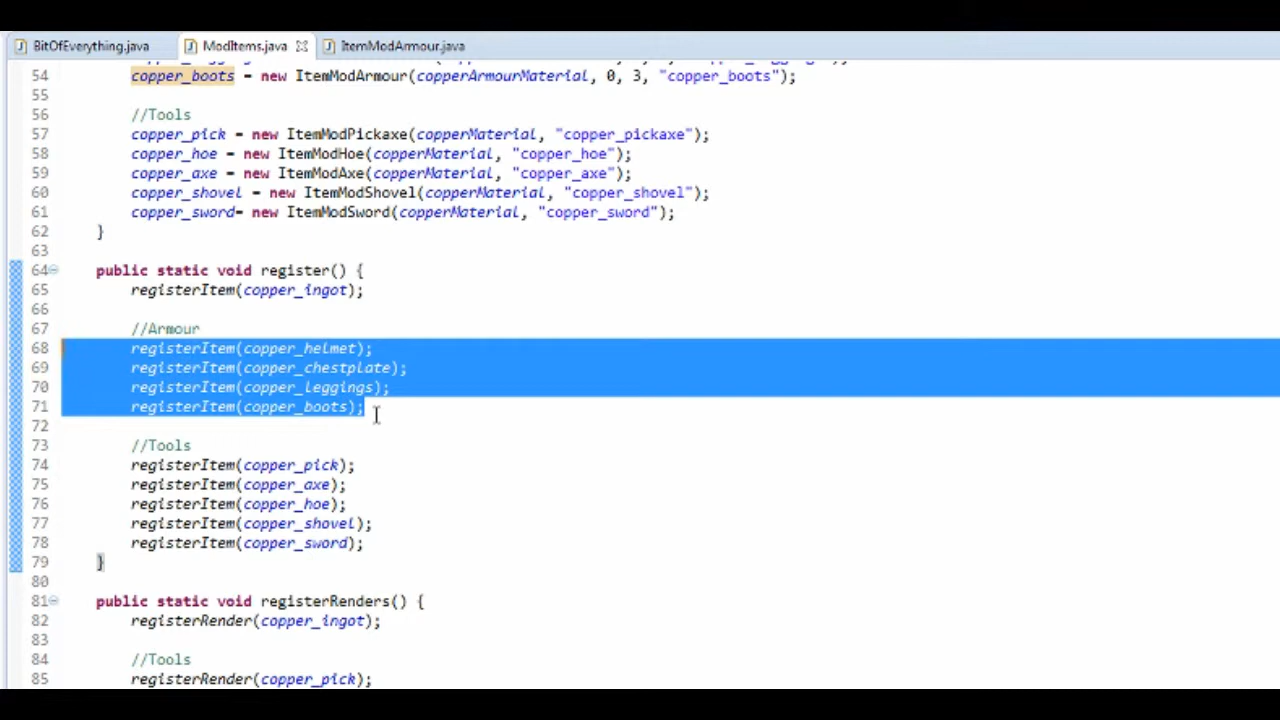 BitOfEverything.java ModItems.java ItemModArmour.java
54 copper_boots = new ItemModArmour(copperArmourMaterial, 0, 3, "copper_boots");
55
56 //Tools
57 copper_pick = new ItemModPickaxe(copperMaterial, "copper_pickaxe");
58 copper_hoe = new ItemModHoe(copperMaterial, "copper_hoe");
59 copper_axe = new ItemModAxe(copperMaterial, "copper_axe");
60 copper_shovel = new ItemModShovel(copperMaterial, "copper_shovel");
61 copper_sword= new ItemModSword(copperMaterial, "copper_sword");
62 }
63
64 public static void register() {
65 registerItem(copper_ingot);
66
67 //Armour
68 registerItem(copper_helmet);
69 registerItem(copper_chestplate);
70 registerItem(copper_leggings);
71 registerItem(copper_boots);
72
73 //Tools
74 registerItem(copper_pick);
75 registerItem(copper_axe);
76 registerItem(copper_hoe);
77 registerItem(copper_shovel);
78 registerItem(copper_sword);
79 }
80
81 public static void registerRenders() {
82 registerRender(copper_ingot);
83
84 //Tools
85 registerRender(copper_pick);